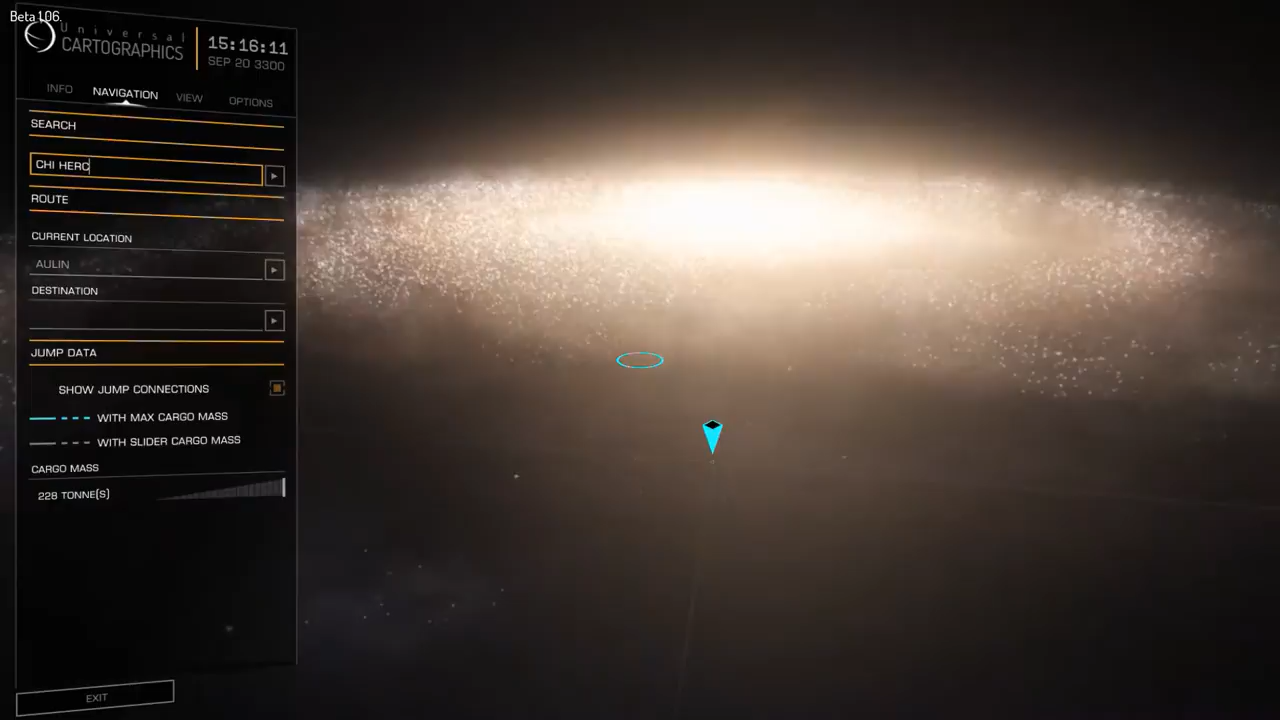 Beta 1.06.
Universal
CARTOGRAPHICS
15:16:11
SEP 20 3300
INFO
NAVIGATION
VIEW
OPTIONS
SEARCH
CHI HERC
ROUTE
CURRENT LOCATION
AULIN
DESTINATION
JUMP DATA
SHOW JUMP CONNECTIONS
WITH MAX CARGO MASS
WITH SLIDER CARGO MASS
CARGO MASS
228 TONNE(S)
EXIT